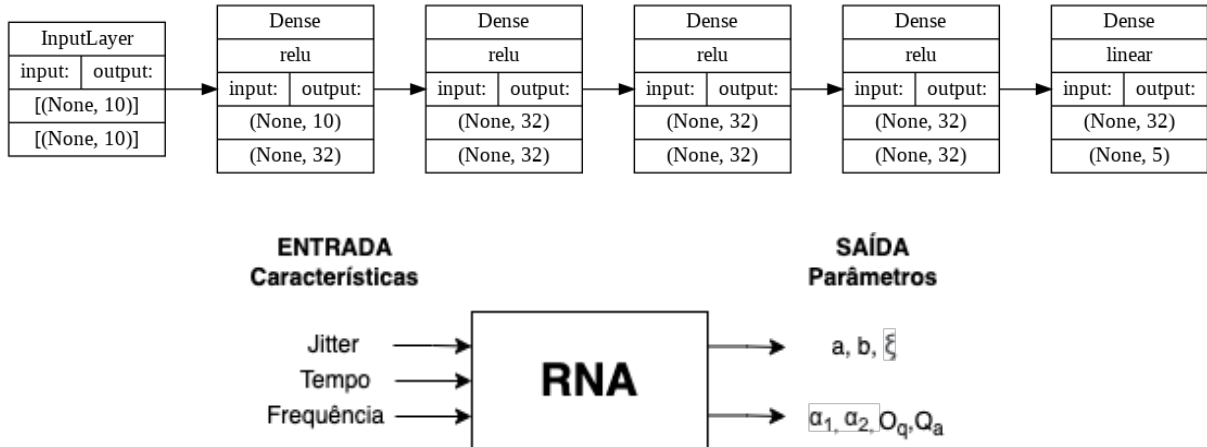 InputLayer
input: output:
[(None, 10)]
[(None, 10)]
Dense
relu
input: output:
(None, 10)
(None, 32)
Dense
relu
input: output:
(None, 32)
(None, 32)
Dense
relu
input: output:
(None, 32)
(None, 32)
Dense
relu
input: output:
(None, 32)
(None, 32)
Dense
linear
input: output:
(None, 32)
(None, 5)
ENTRADA
Características
SAÍDA
Parâmetros
Jitter
Tempo
Frequência
RNA
a, b, ξ
α₁, α₂, O_q,Q_a